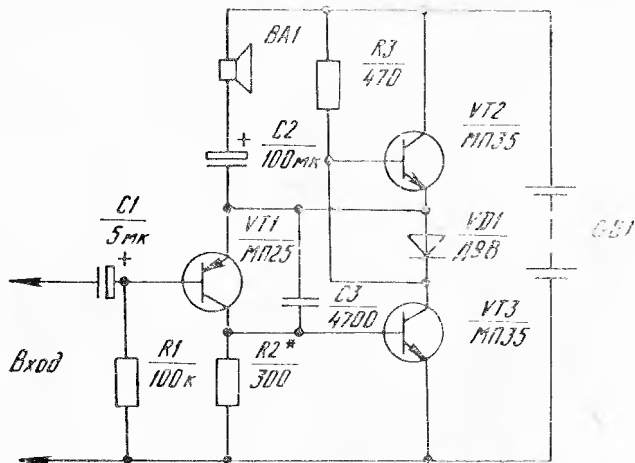 BA1
R3
470
C2
+
100мк
VT2
МП35
C1
5мк
+
VT1
МП25
VD1
Д9В
GB1
C3
4700
VT3
МП35
Вход
R1
100к
R2*
300